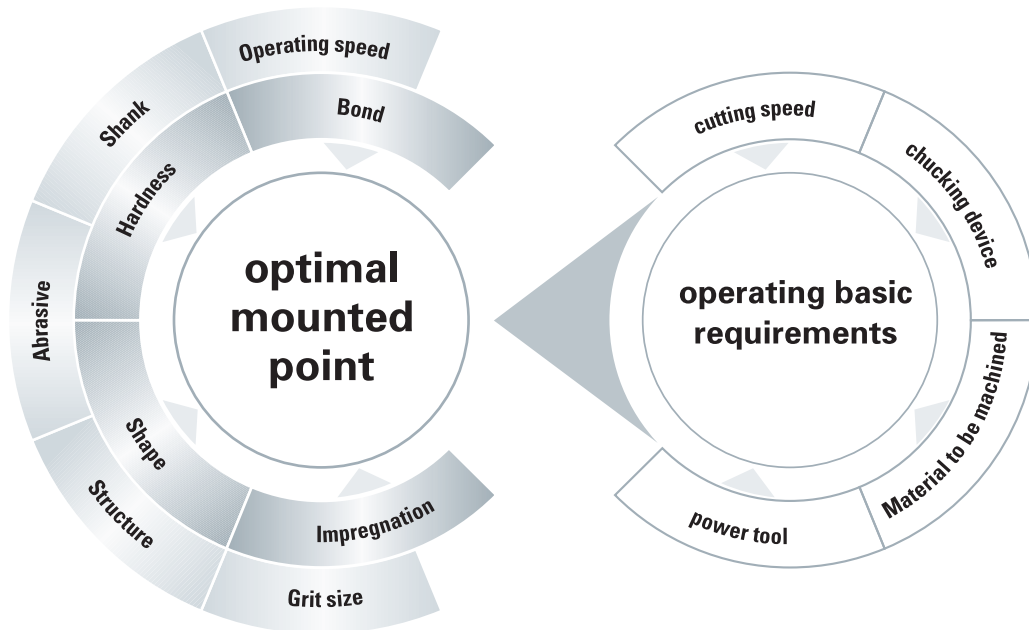 Operating speed
Bond
Shank
Hardness
Abrasive
Shape
Structure
Impregnation
Grit size
optimal
mounted
point
cutting speed
chucking device
operating basic
requirements
Material to be machined
power tool